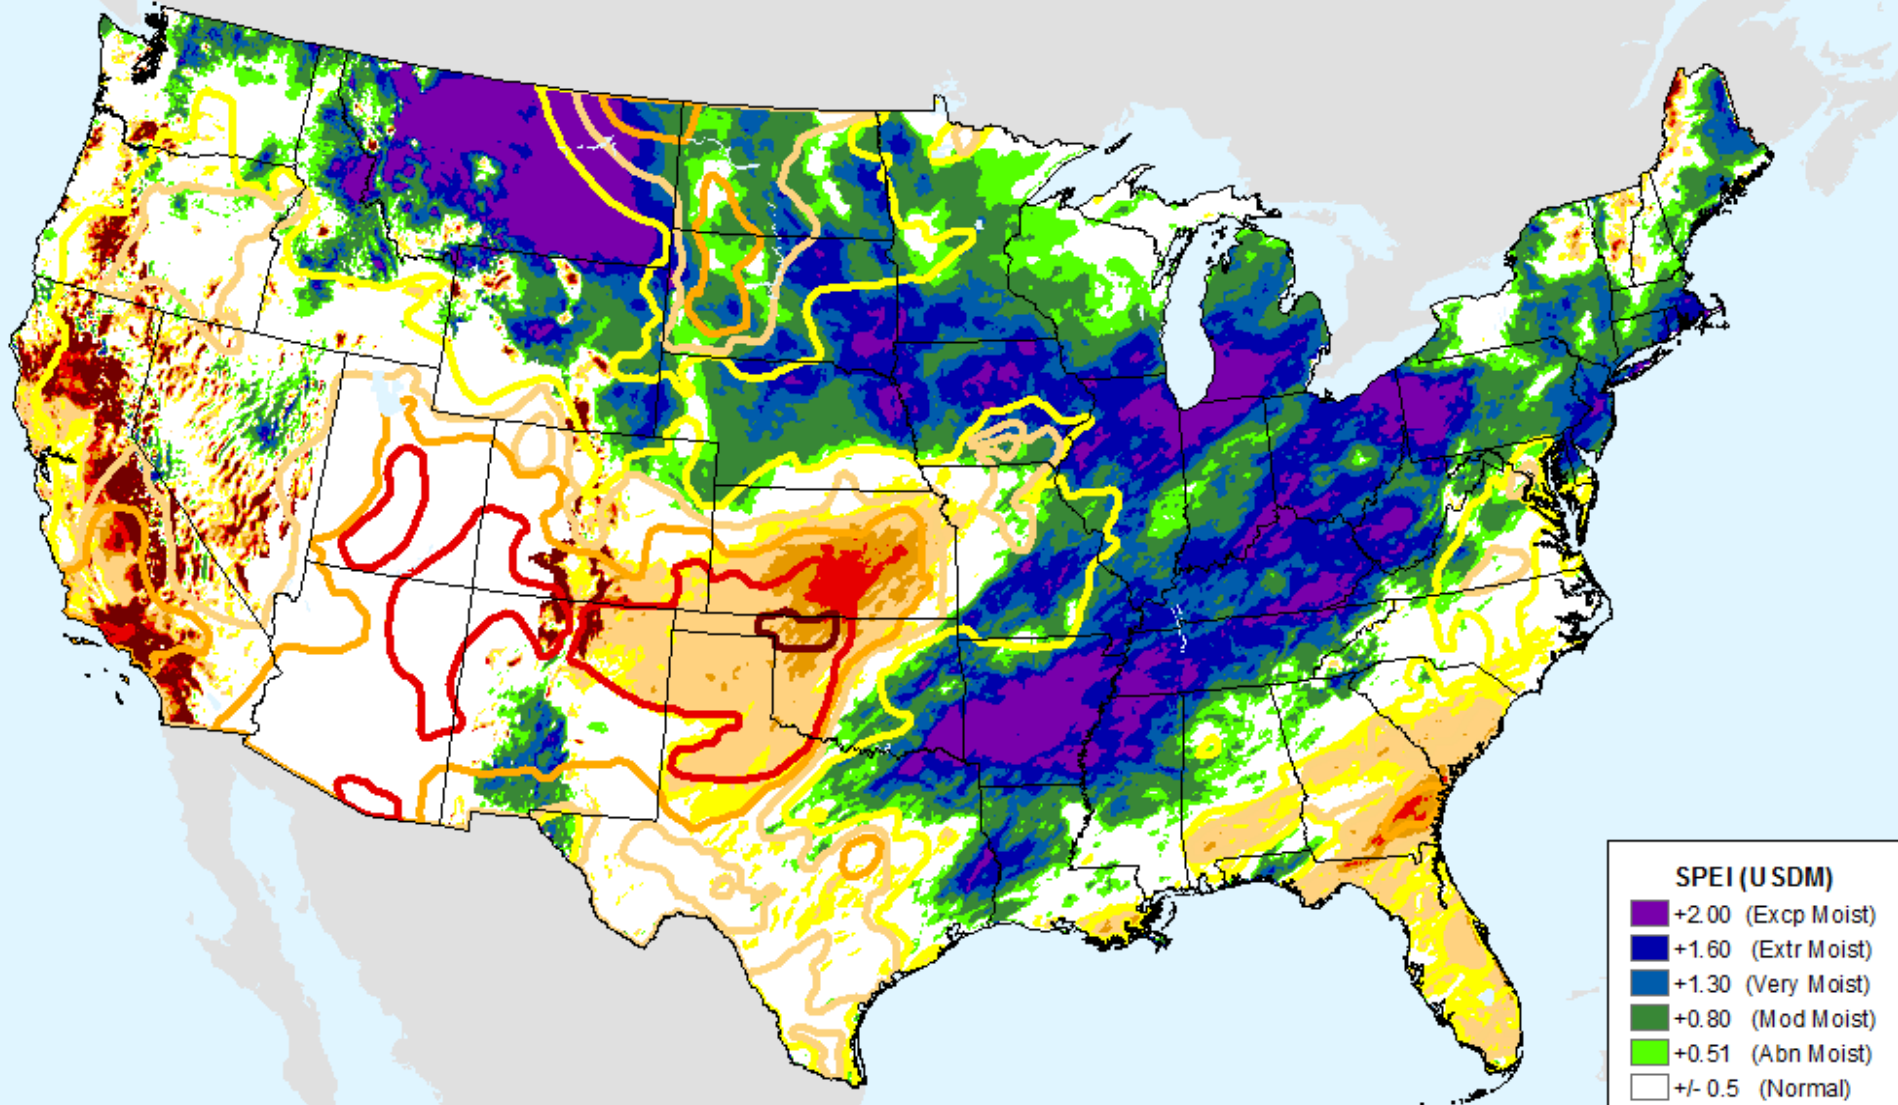 SPEI (USDM)
+2.00 (Excp Moist)
+1.60 (Extr Moist)
+1.30 (Very Moist)
+0.80 (Mod Moist)
+0.51 (Abn Moist)
+/- 0.5 (Normal)